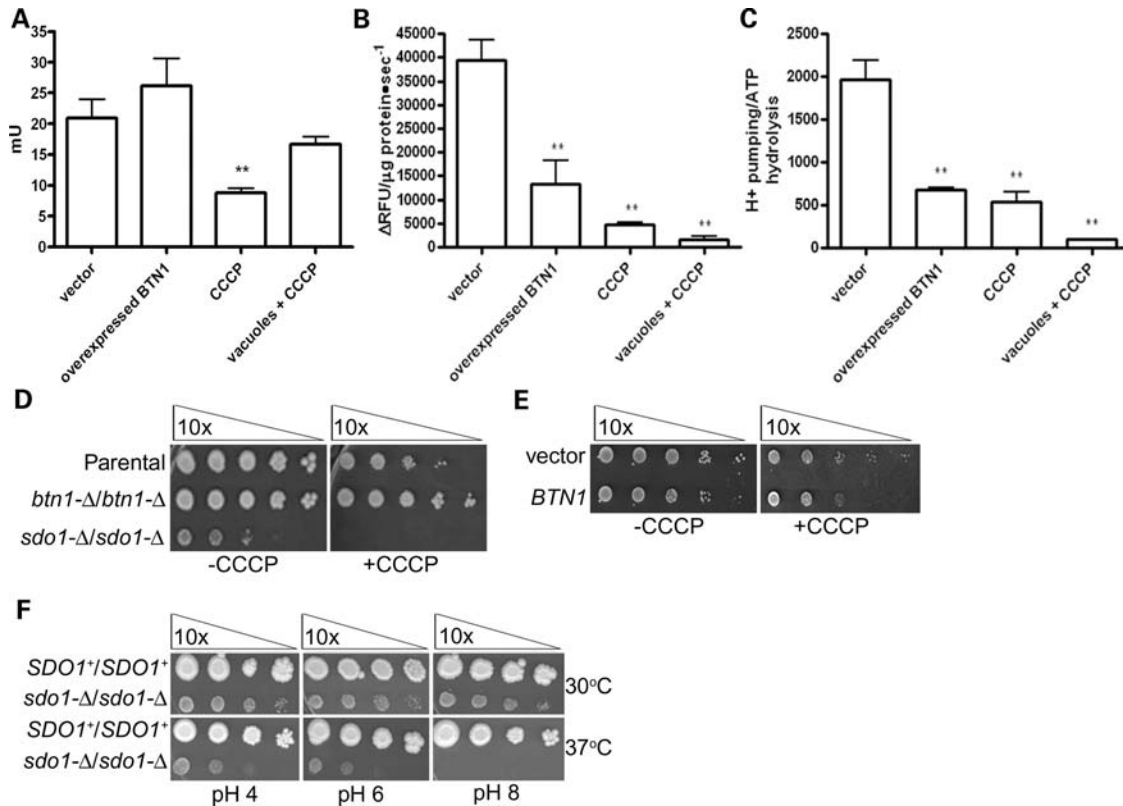 A
mU
35
30
25
20
15
10
5
0
vector
overexpressed BTN1
CCCP
vacuoles + CCCP
**
B
ΔRFU/µg protein•sec⁻¹
45000
40000
35000
30000
25000
20000
15000
10000
5000
0
vector
overexpressed BTN1
CCCP
vacuoles + CCCP
**
**
**
C
H+ pumping/ATP
hydrolysis
2500
2000
1500
1000
500
0
vector
overexpressed BTN1
CCCP
vacuoles + CCCP
**
**
**
D
10x
10x
Parental
btn1-Δ/btn1-Δ
sdo1-Δ/sdo1-Δ
-CCCP
+CCCP
E
10x
10x
vector
BTN1
-CCCP
+CCCP
F
10x
10x
10x
SDO1⁺/SDO1⁺
sdo1-Δ/sdo1-Δ
30°C
SDO1⁺/SDO1⁺
sdo1-Δ/sdo1-Δ
37°C
pH 4
pH 6
pH 8